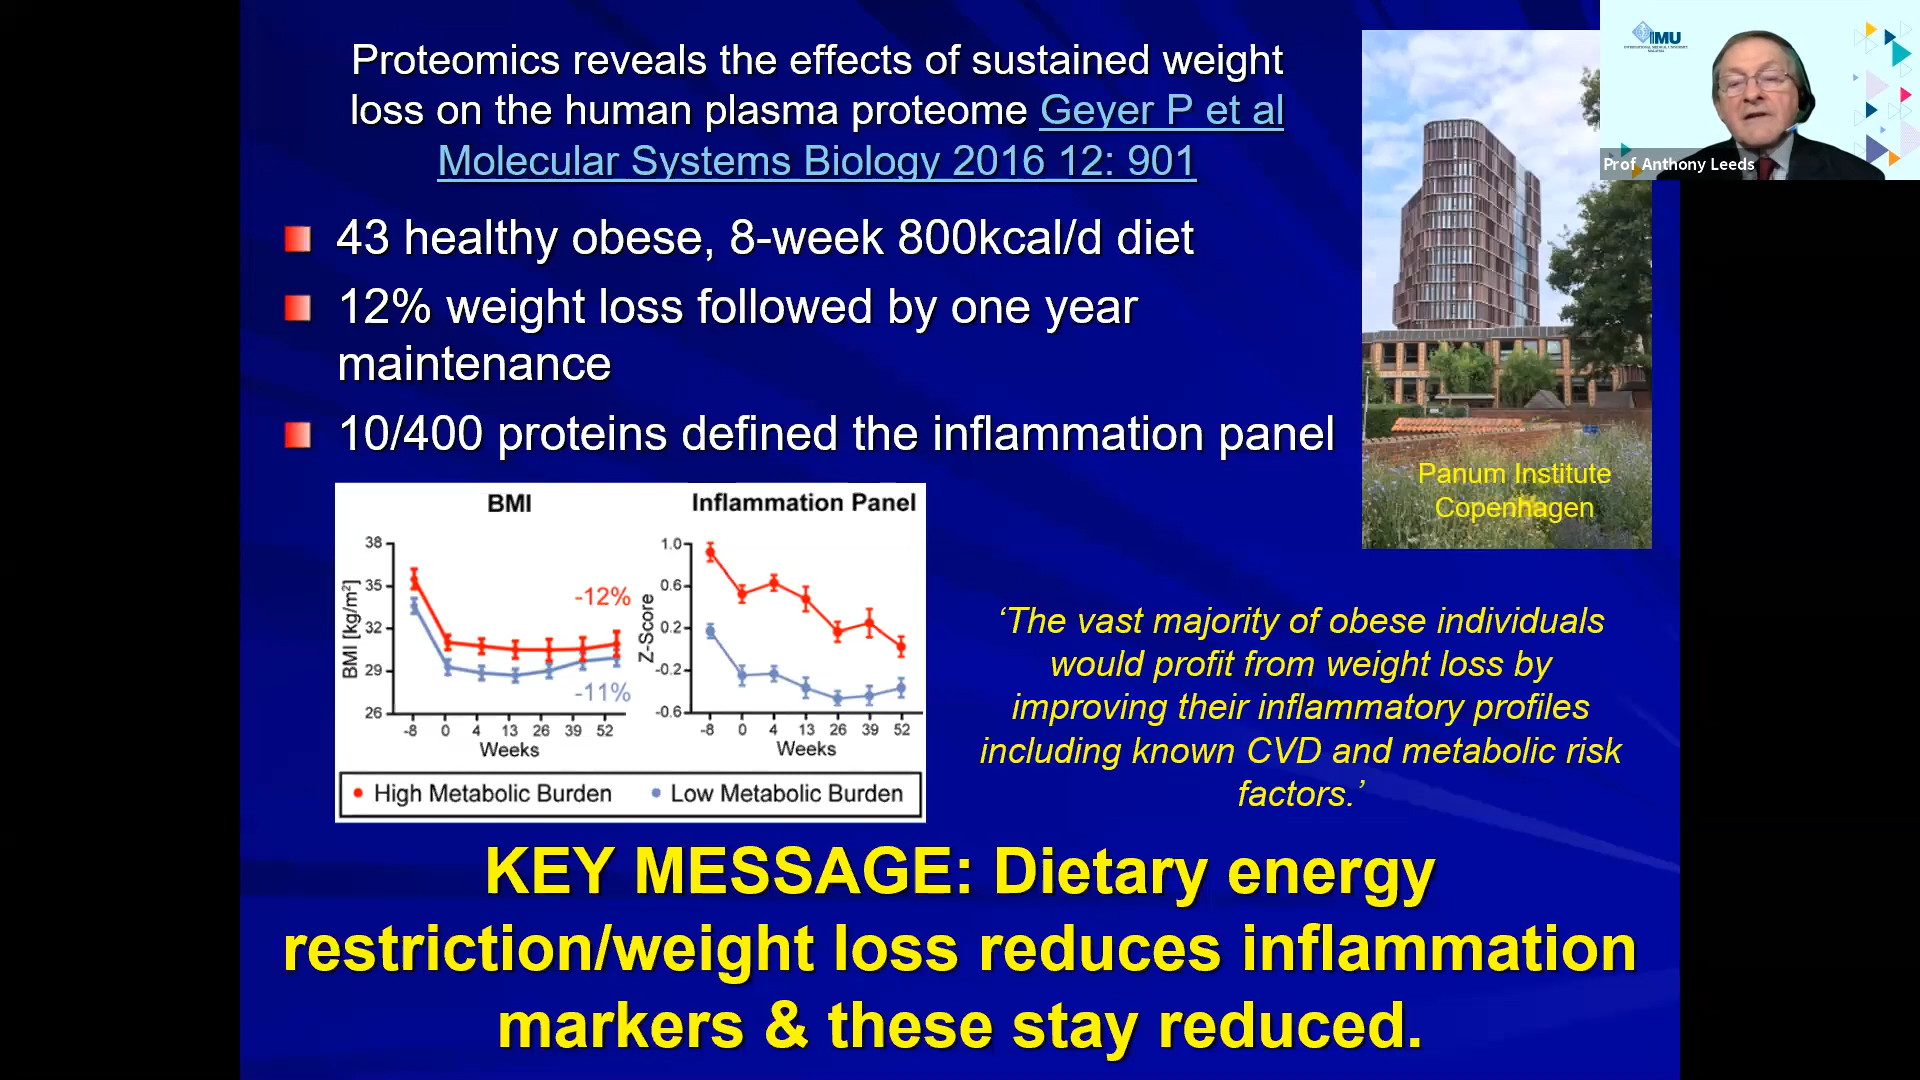 Proteomics reveals the effects of sustained weight
loss on the human plasma proteome Geyer P et al
Molecular Systems Biology 2016 12: 901
43 healthy obese, 8-week 800kcal/d diet
12% weight loss followed by one year
maintenance
10/400 proteins defined the inflammation panel
BMI
38
35
32
29
26
BMI [kg/m²]
-12%
-11%
-8 0 4 13 26 39 52
Weeks
Inflammation Panel
1.0
0.6
0.2
-0.2
-0.6
Z-Score
-8 0 4 13 26 39 52
Weeks
High Metabolic Burden
Low Metabolic Burden
Panum Institute
Copenhagen
IMU
Prof Anthony Leeds
‘The vast majority of obese individuals
would profit from weight loss by
improving their inflammatory profiles
including known CVD and metabolic risk
factors.’
KEY MESSAGE: Dietary energy
restriction/weight loss reduces inflammation
markers & these stay reduced.